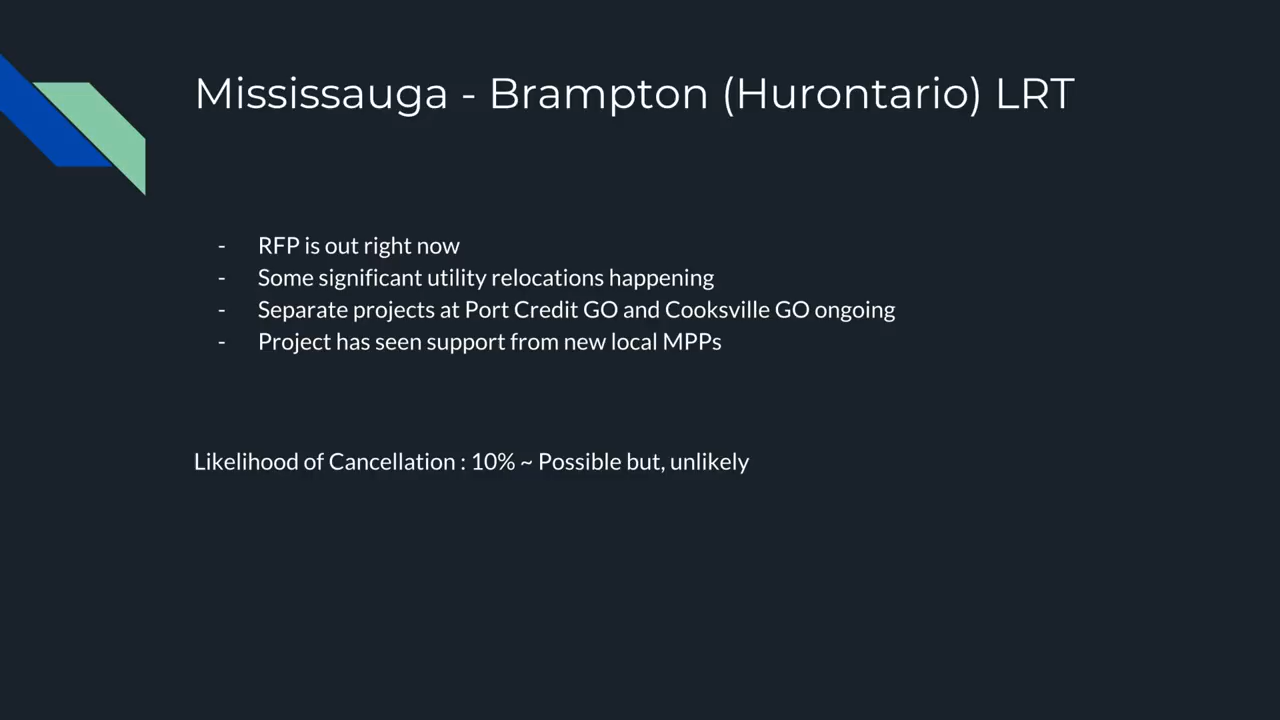 Mississauga - Brampton (Hurontario) LRT
- RFP is out right now
- Some significant utility relocations happening
- Separate projects at Port Credit GO and Cooksville GO ongoing
- Project has seen support from new local MPPs
Likelihood of Cancellation : 10% ~ Possible but, unlikely